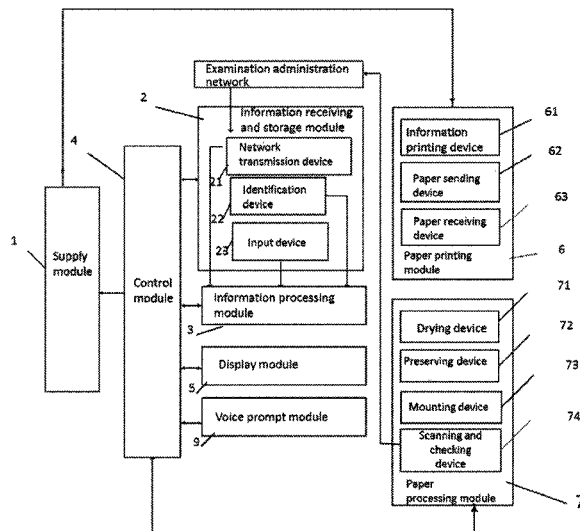 Examination administration
network
2
Information receiving
and storage module
Network
transmission device
21
Identification
device
22
Input device
23
4
Control
module
1
Supply
module
Information processing
module
3
Display module
5
Voice prompt module
9
Information
printing device
61
Paper sending
device
62
Paper receiving
device
63
Paper printing
module
6
Drying device
71
Preserving device
72
Mounting device
73
Scanning and
checking
device
74
Paper
processing module
7